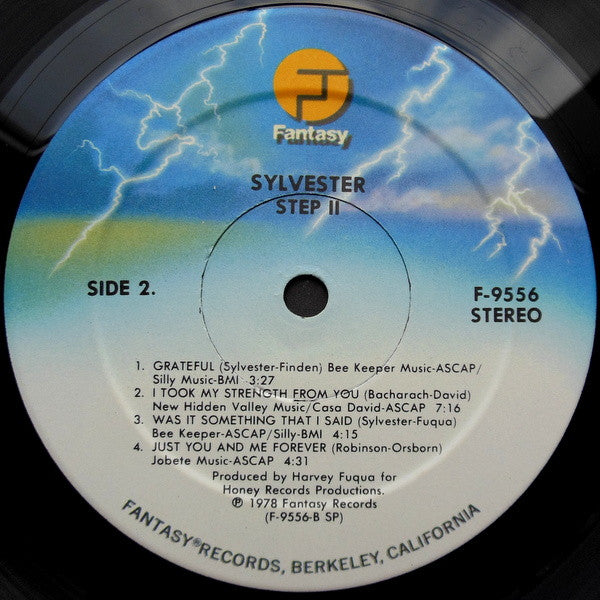 Fantasy
SYLVESTER
STEP II
SIDE 2.
F-9556
STEREO
1. GRATEFUL (Sylvester-Finden) Bee Keeper Music-ASCAP/
Silly Music-BMI 3:27
2. I TOOK MY STRENGTH FROM YOU (Bacharach-David)
New Hidden Valley Music/Casa David-ASCAP 7:16
3. WAS IT SOMETHING THAT I SAID (Sylvester-Fuqua)
Bee Keeper-ASCAP/Silly-BMI 4:15
4. JUST YOU AND ME FOREVER (Robinson-Orsborn)
Jobete Music-ASCAP 4:31
Produced by Harvey Fuqua for
Honey Records Productions.
℗ 1978 Fantasy Records
(F-9556-B SP)
FANTASY® RECORDS, BERKELEY, CALIFORNIA